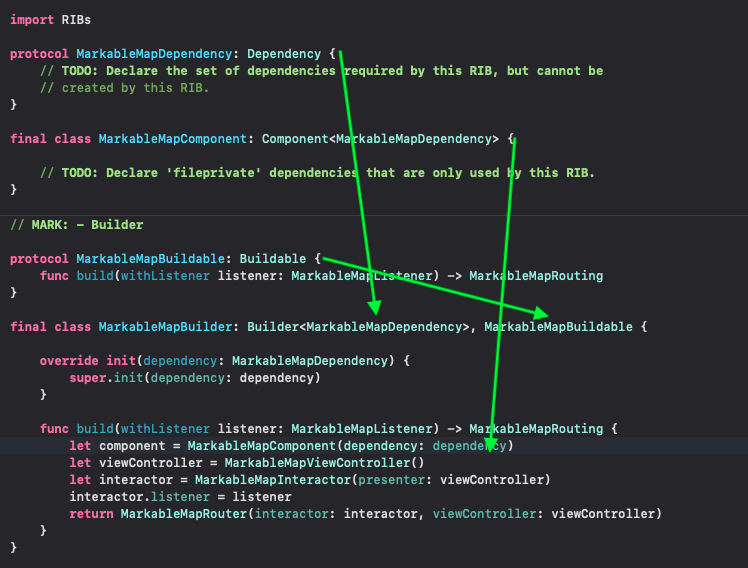 import RIBs
protocol MarkableMapDependency: Dependency {
// TODO: Declare the set of dependencies required by this RIB, but cannot be
// created by this RIB.
}
final class MarkableMapComponent: Component<MarkableMapDependency> {
// TODO: Declare 'fileprivate' dependencies that are only used by this RIB.
}
// MARK: - Builder
protocol MarkableMapBuildable: Buildable {
func build(withListener listener: MarkableMapListener) -> MarkableMapRouting
}
final class MarkableMapBuilder: Builder<MarkableMapDependency>, MarkableMapBuildable {
override init(dependency: MarkableMapDependency) {
super.init(dependency: dependency)
}
func build(withListener listener: MarkableMapListener) -> MarkableMapRouting {
let component = MarkableMapComponent(dependency: dependency)
let viewController = MarkableMapViewController()
let interactor = MarkableMapInteractor(presenter: viewController)
interactor.listener = listener
return MarkableMapRouter(interactor: interactor, viewController: viewController)
}
}